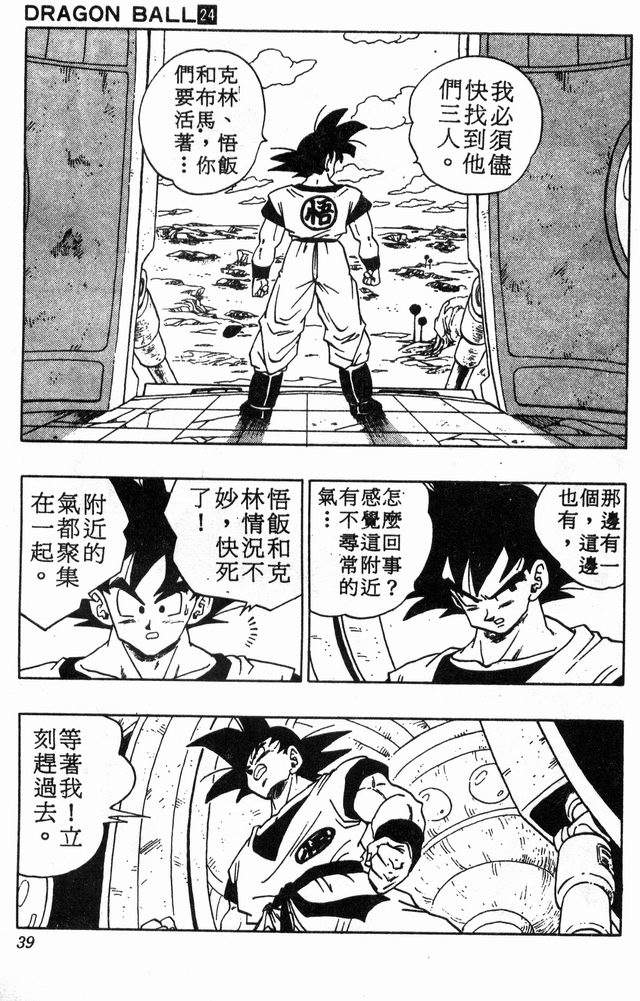 DRAGON BALL 24
我必須儘
快找到他
們三人。
克林、悟飯
和布馬,你
們要活著…
悟
那邊有一
個,這邊
也有,
怎麼回事?
感覺這附近
有不尋常的
氣…
悟飯和克
林情況不
妙,快死
了!
附近的
氣都聚集
在一起。
等著我!立
刻趕過去。
39